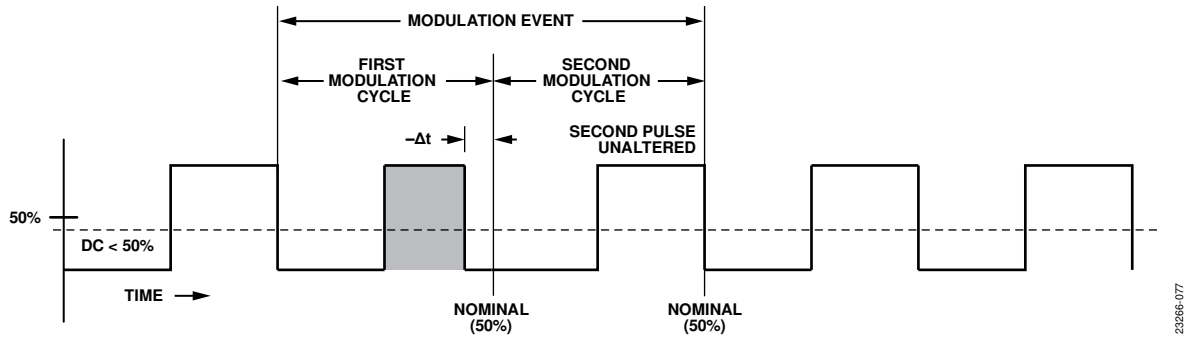 MODULATION EVENT
FIRST
MODULATION
CYCLE
SECOND
MODULATION
CYCLE
–Δt
SECOND PULSE
UNALTERED
50%
DC < 50%
TIME
NOMINAL
(50%)
NOMINAL
(50%)
23266-077